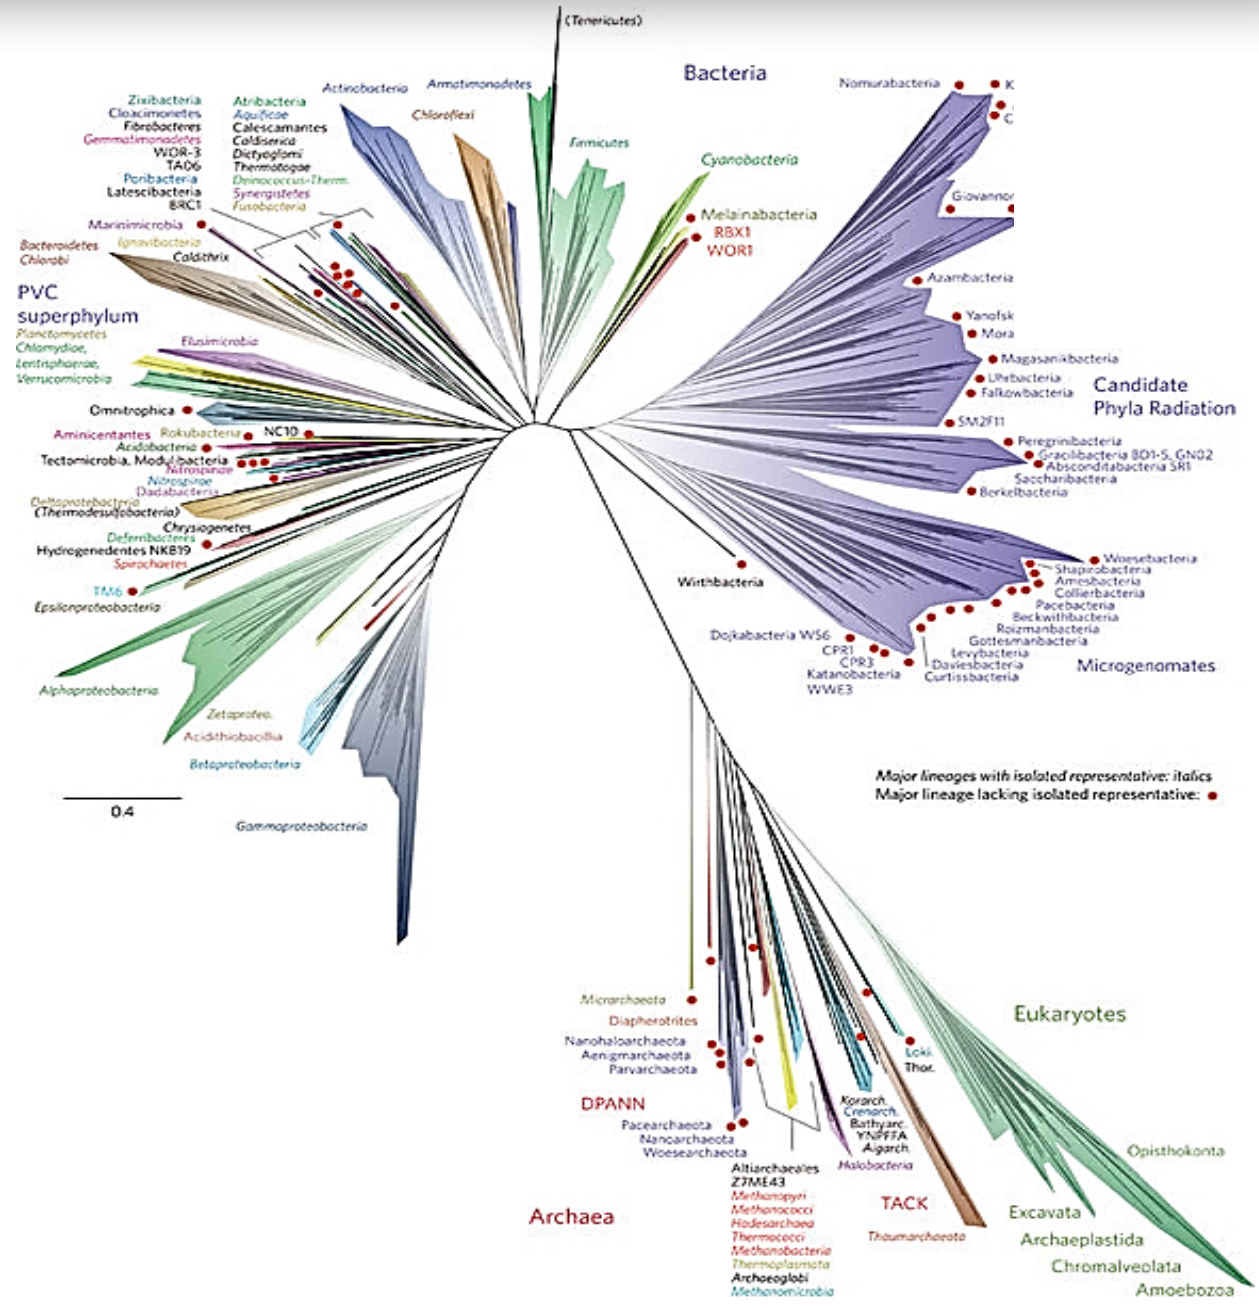 (Tenericutes)
Bacteria
Actinobacteria
Armatimonadetes
Nomurabacteria
K
C
Zixibacteria
Cloacimonetes
Fibrobacteres
Gemmatimonadetes
WOR-3
TA06
Poribacteria
Latescibacteria
BRC1
Atribacteria
Aquificae
Calescamantes
Caldiserica
Dictyoglomi
Thermotogae
Deinococcus-Therm.
Synergistetes
Fusobacteria
Chloroflexi
Firmicutes
Cyanobacteria
Melainabacteria
RBX1
WOR1
Giovannor
Marinimicrobia
Bacteroidetes
Chlorobi
Ignavibacteria
Caldithrix
Azambacteria
PVC
superphylum
Planctomycetes
Chlamydiae,
Lentisphaerae,
Verrucomicrobia
Yanofsk
Mora
Elusimicrobia
Magasanikbacteria
Uhrbacteria
Falkowbacteria
Candidate
Phyla Radiation
Omnitrophica
SM2F11
Aminicentantes
Rokubacteria
NC10
Acidobacteria
Tectomicrobia, Modulibacteria
Nitrospinae
Nitrospirae
Dadabacteria
Deltaproteobacteria
(Thermodesulfobacteria)
Chrysiogenetes
Deferribacteres
Hydrogenedentes NKB19
Spirochaetes
TM6
Epsilonproteobacteria
Peregrinibacteria
Gracilibacteria BD1-5, GN02
Absconditabacteria SR1
Saccharibacteria
Berkelbacteria
Woesebacteria
Shapirobacteria
Amesbacteria
Collierbacteria
Pacebacteria
Beckwithbacteria
Roizmanbacteria
Gottesmanbacteria
Levybacteria
Daviesbacteria
Curtissbacteria
Microgenomates
Wirthbacteria
Dojkabacteria WS6
CPR1
CPR3
Katanobacteria
WWE3
Alphaproteobacteria
Zetaproteo.
Acidithiobacillia
Betaproteobacteria
Major lineages with isolated representative: italics
Major lineage lacking isolated representative:
0.4
Gammaproteobacteria
Micrarchaeota
Diapherotrites
Nanohaloarchaeota
Aenigmarchaeota
Parvarchaeota
DPANN
Pacearchaeota
Nanoarchaeota
Woesearchaeota
Eukaryotes
Loki.
Thor.
Korarch.
Crenarch.
Bathyarc.
YNPFFA
Aigarch.
Halobacteria
Altiarchaeales
Z7ME43
Methanopyri
Methanococci
Hadesarchaea
Thermococci
Methanobacteria
Thermoplasmata
Archaeoglobi
Methanomicrobia
Archaea
TACK
Thaumarchaeota
Opisthokonta
Excavata
Archaeplastida
Chromalveolata
Amoebozoa